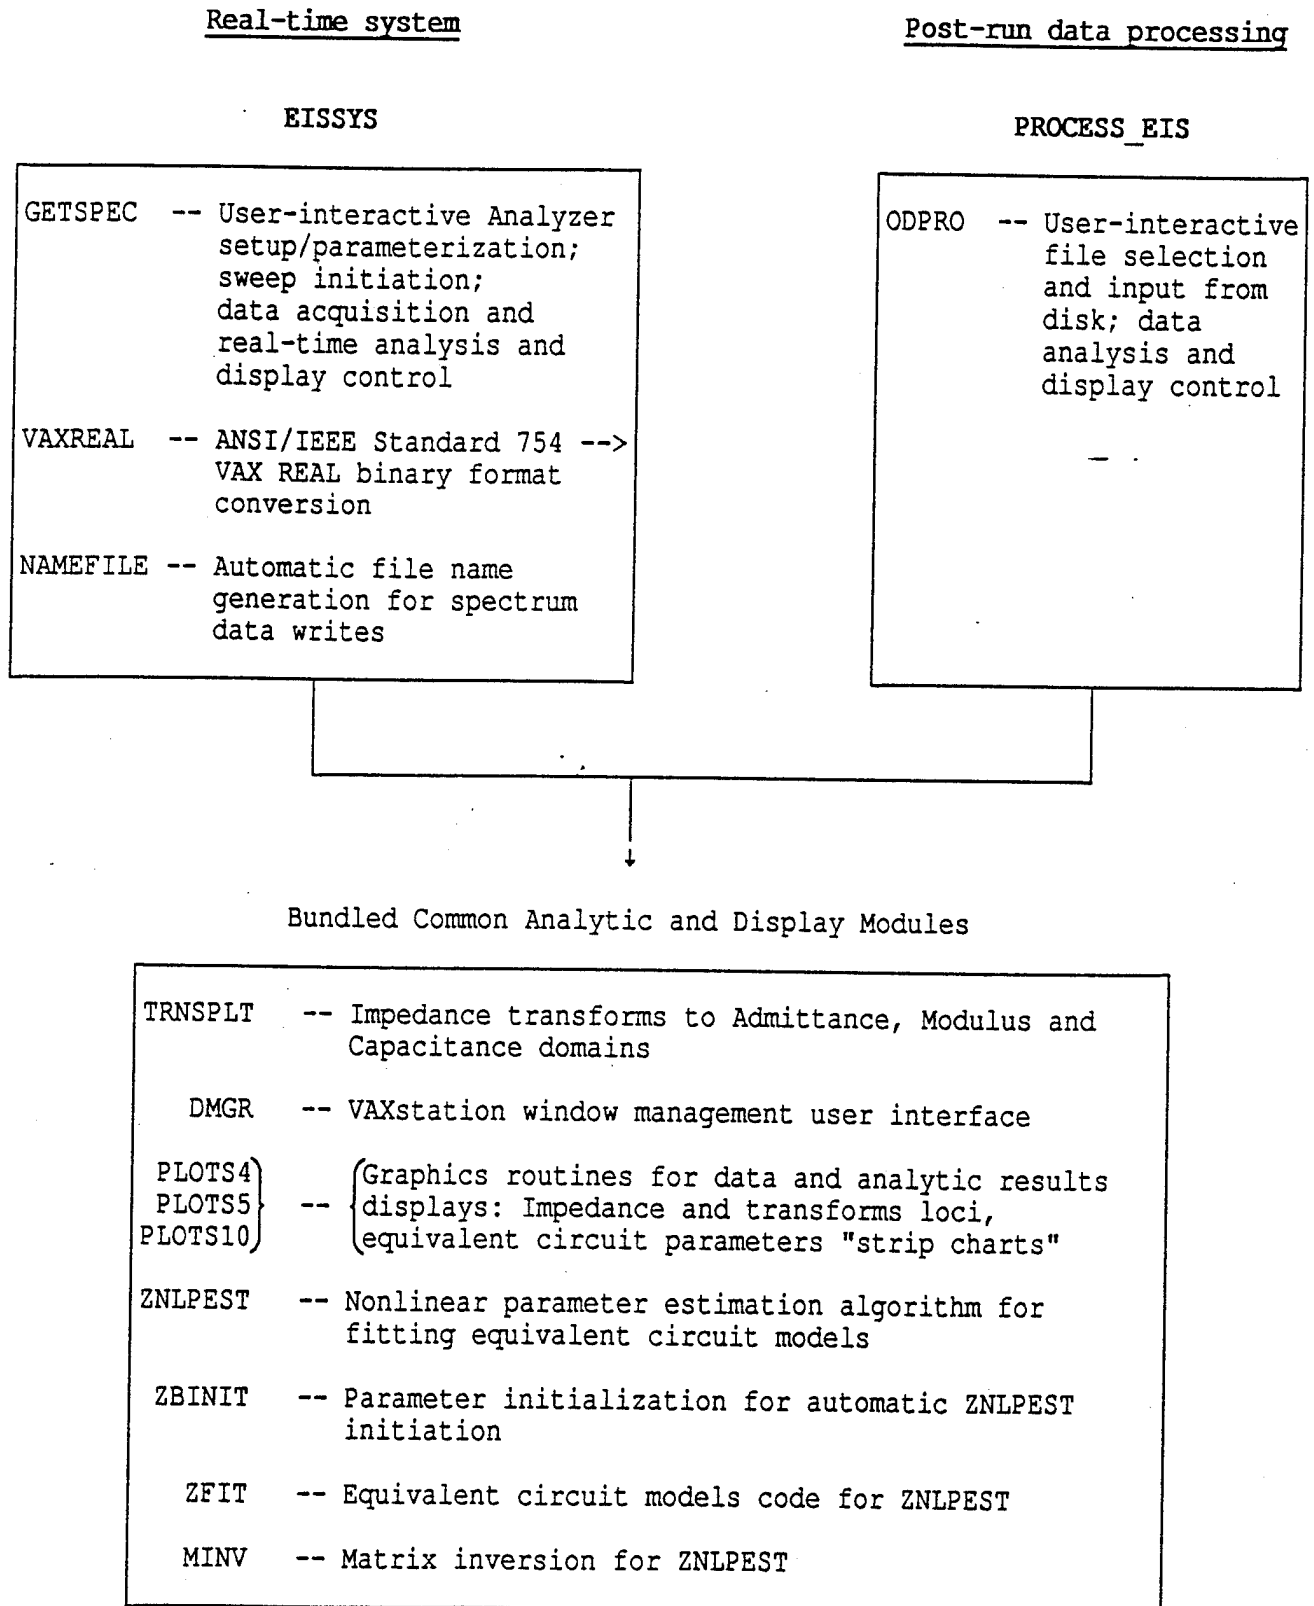 Real-time system
Post-run data processing
EISSYS
PROCESS_EIS
GETSPEC -- User-interactive Analyzer
setup/parameterization;
sweep initiation;
data acquisition and
real-time analysis and
display control
VAXREAL -- ANSI/IEEE Standard 754 -->
VAX REAL binary format
conversion
NAMEFILE -- Automatic file name
generation for spectrum
data writes
ODPRO -- User-interactive
file selection
and input from
disk; data
analysis and
display control
Bundled Common Analytic and Display Modules
TRNSPLT -- Impedance transforms to Admittance, Modulus and
Capacitance domains
DMGR -- VAXstation window management user interface
PLOTS4 Graphics routines for data and analytic results
PLOTS5 -- displays: Impedance and transforms loci,
PLOTS10 equivalent circuit parameters "strip charts"
ZNLPEST -- Nonlinear parameter estimation algorithm for
fitting equivalent circuit models
ZBINIT -- Parameter initialization for automatic ZNLPEST
initiation
ZFIT -- Equivalent circuit models code for ZNLPEST
MINV -- Matrix inversion for ZNLPEST